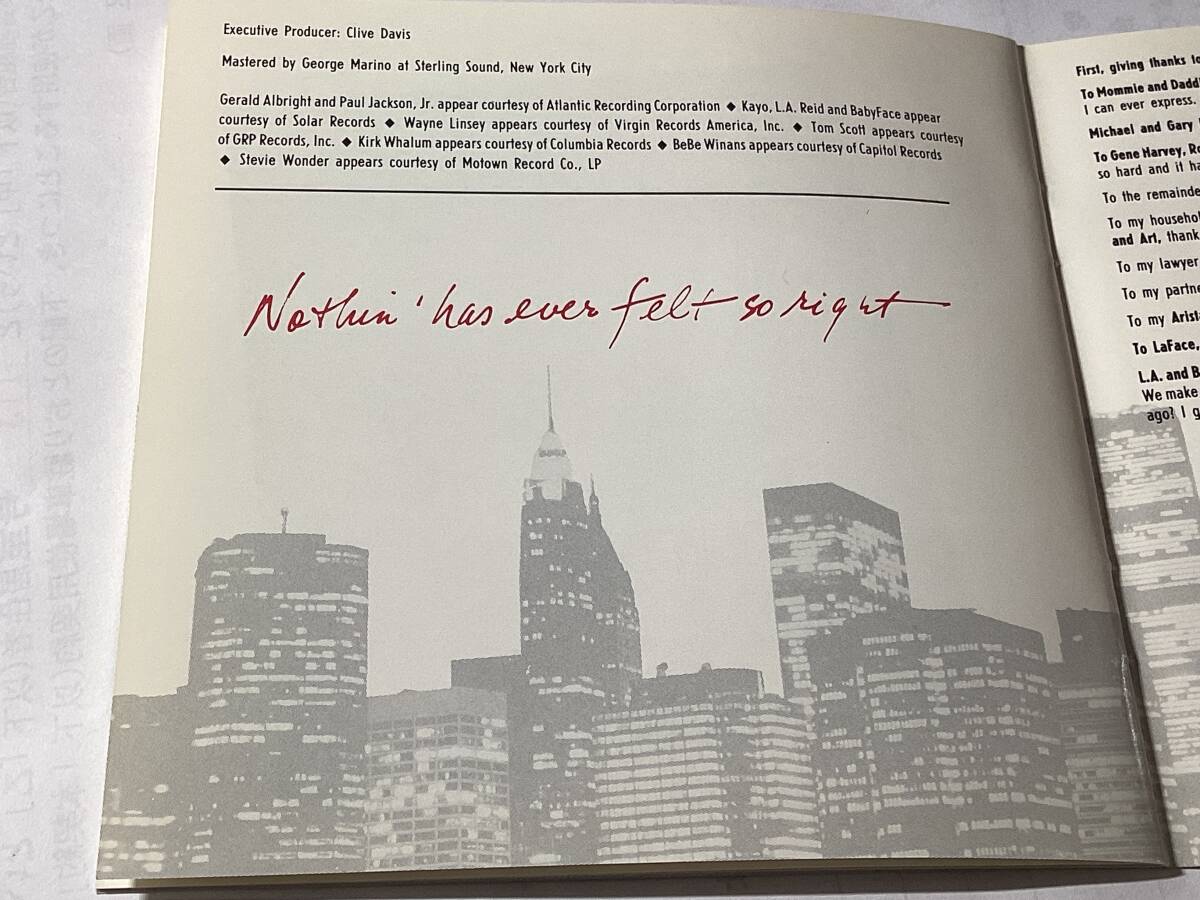 Executive Producer: Clive Davis
Mastered by George Marino at Sterling Sound, New York City
Gerald Albright and Paul Jackson, Jr. appear courtesy of Atlantic Recording Corporation ◆ Kayo, L.A. Reid and BabyFace appear
courtesy of Solar Records ◆ Wayne Linsey appears courtesy of Virgin Records America, Inc. ◆ Tom Scott appears courtesy
of GRP Records, Inc. ◆ Kirk Whalum appears courtesy of Columbia Records ◆ BeBe Winans appears courtesy of Capitol Records
◆ Stevie Wonder appears courtesy of Motown Record Co., LP
Nothin' has ever felt so right
First, giving thanks to
To Mommie and Dadd
I can ever express.
Michael and Gary
To Gene Harvey,
so hard and it ha
To the remainde
To my househol
and Art, thank
To my lawyer
To my partne
To my Arist
To LaFace,
L.A. and B
We make
ago? I g